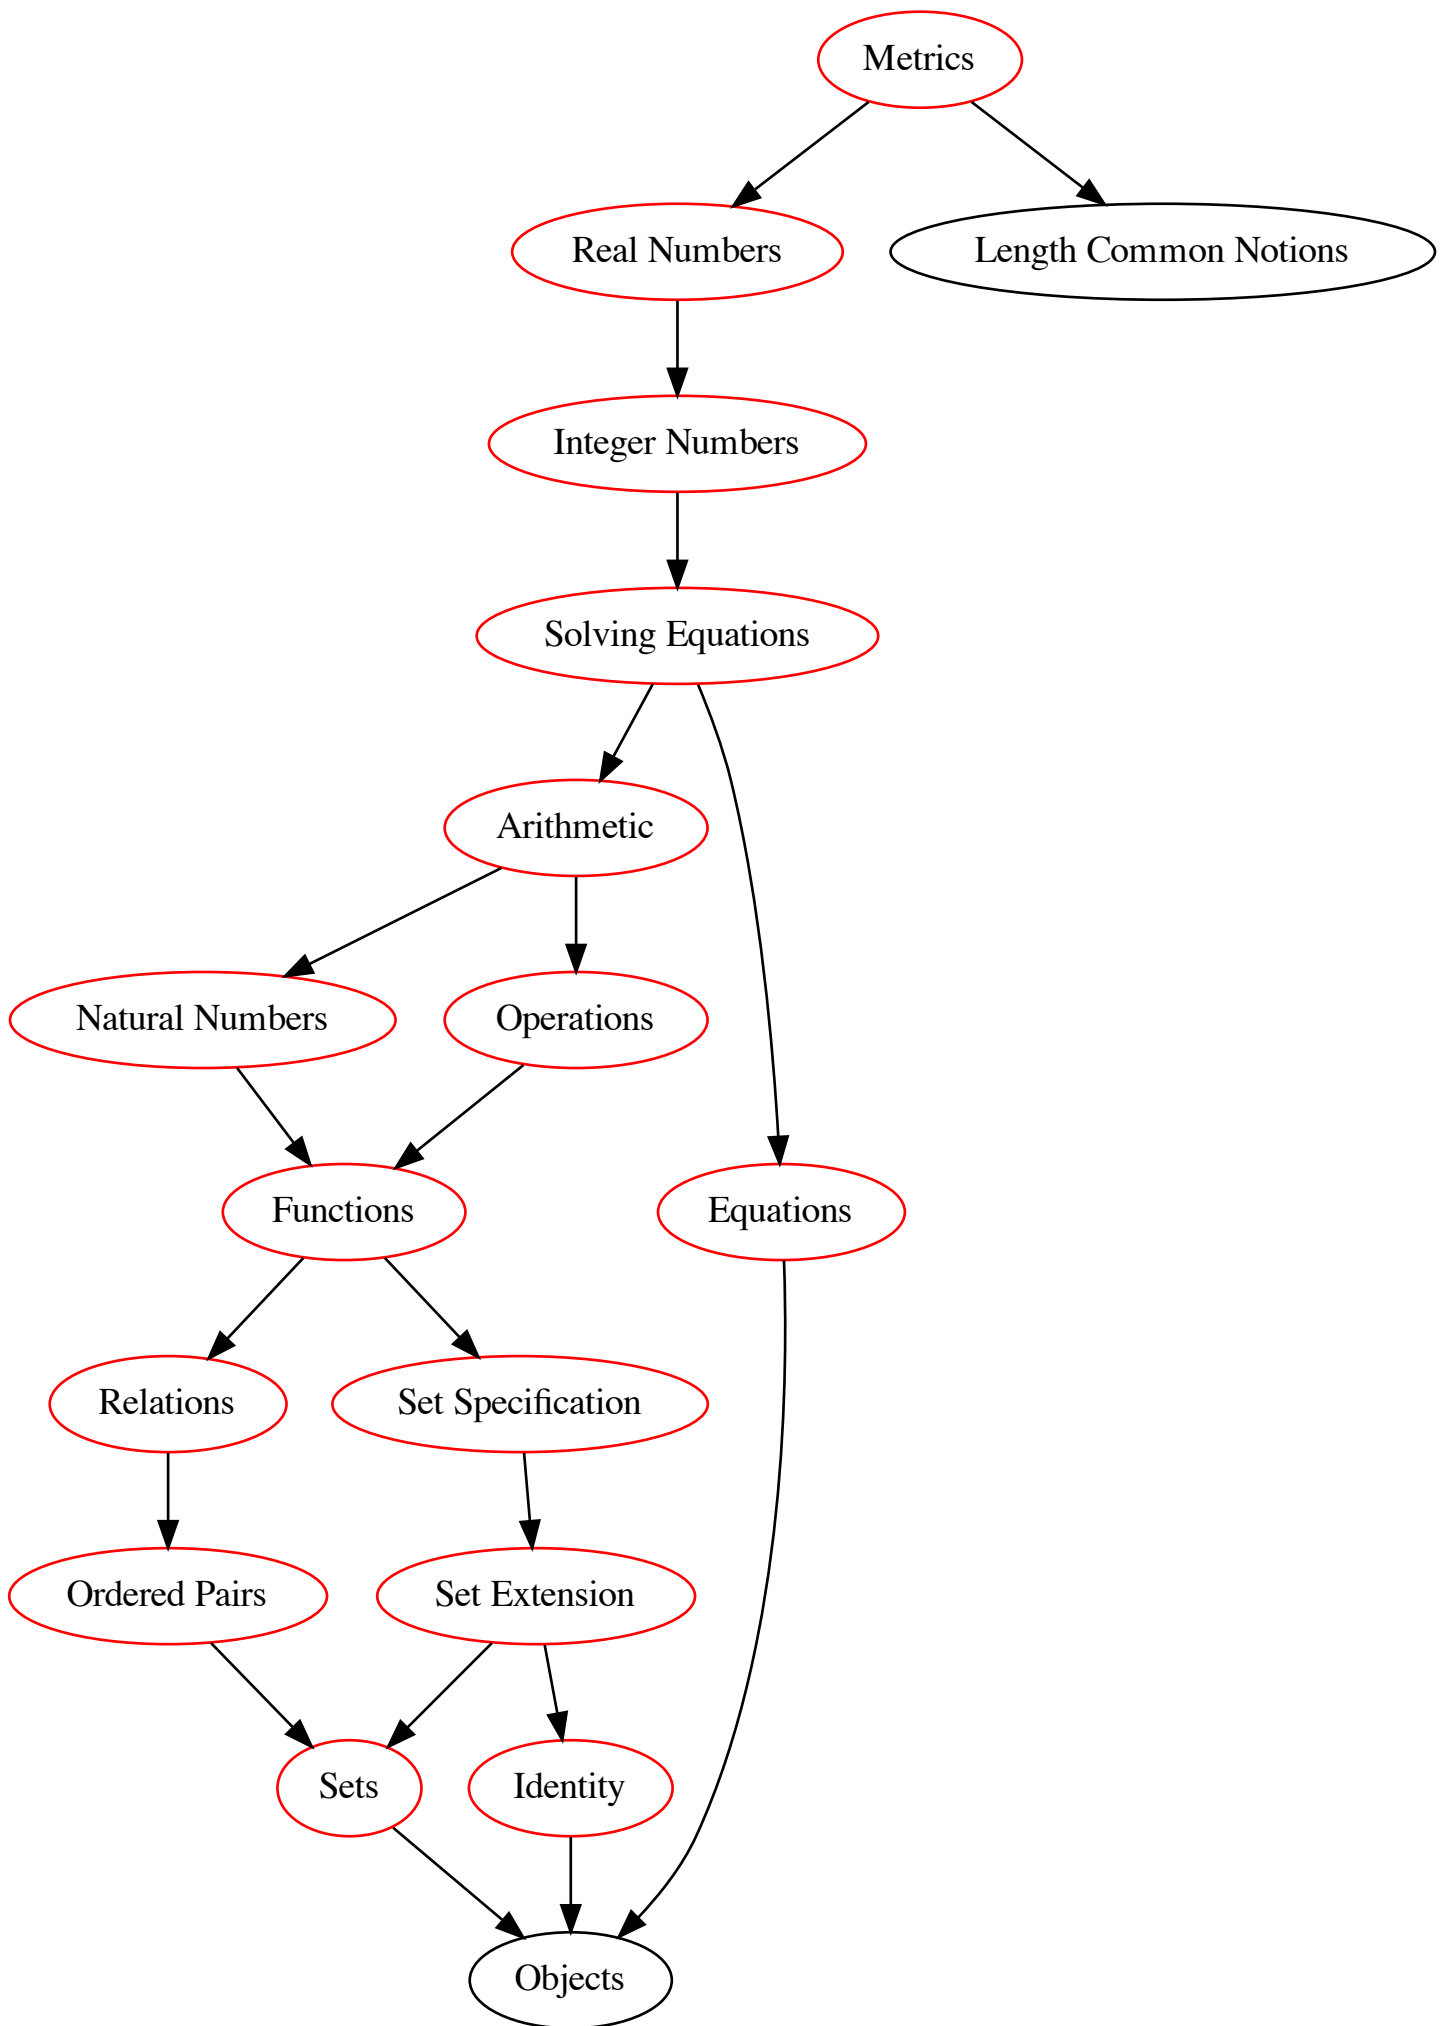 Metrics
Real Numbers
Length Common Notions
Integer Numbers
Solving Equations
Arithmetic
Natural Numbers
Operations
Functions
Equations
Relations
Set Specification
Ordered Pairs
Set Extension
Sets
Identity
Objects